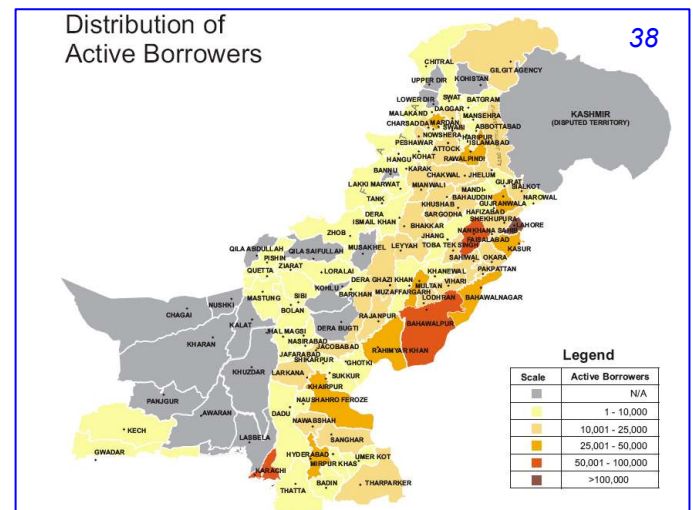 Distribution of
Active Borrowers
38
CHITRAL
GILGIT AGENCY
UPPER DIR
KOHISTAN
LOWER DIR
SWAT
BATGRAM
DAGGAR
MALAKAND
MANSEHRA
KASHMIR
(DISPUTED TERRITORY)
CHARSADDA
MARDAN
SWABI
ABBOTTABAD
NOWSHERA
HARIPUR
PESHAWAR
ISLAMABAD
ATTOCK
HANGU
KOHAT
RAWALPINDI
BANNU
KARAK
CHAKWAL
JHELUM
LAKKI MARWAT
MIANWALI
GUJRAT
SIALKOT
MANDI
BAHAUDDIN
NAROWAL
TANK
KHUSHAB
GUJRANWALA
HAFIZABAD
DERA
ISMAIL KHAN
SARGODHA
SHEKHUPURA
BHAKKAR
LAHORE
NANKHANA SAHIB
ZHOB
JHANG
FAISALABAD
QILA ABDULLAH
QILA SAIFULLAH
MUSAKHEL
LEYYAH
TOBA TEK SINGH
KASUR
PISHIN
SAHIWAL
OKARA
ZIARAT
QUETTA
LORALAI
KHANEWAL
PAKPATTAN
DERA GHAZI KHAN
MULTAN
VIHARI
KOHLU
MUZAFFARGARH
MASTUNG
SIBI
BARKHAN
LODHRAN
BAHAWALNAGAR
NUSHKI
BOLAN
CHAGAI
RAJANPUR
KALAT
DERA BUGTI
BAHAWALPUR
JHAL MAGSI
KHARAN
NASIRABAD
JACOBABAD
RAHIMYAR KHAN
JAFARABAD
SHIKARPUR
GHOTKI
KHUZDAR
LARKANA
SUKKUR
KHAIRPUR
PANJGUR
NAUSHAHRO FEROZE
AWARAN
DADU
NAWABSHAH
KECH
LASBELA
SANGHAR
GWADAR
HYDERABAD
UMER KOT
MIRPUR KHAS
KARACHI
BADIN
THARPARKER
THATTA
Legend
Scale Active Borrowers
N/A
1 - 10,000
10,001 - 25,000
25,001 - 50,000
50,001 - 100,000
>100,000